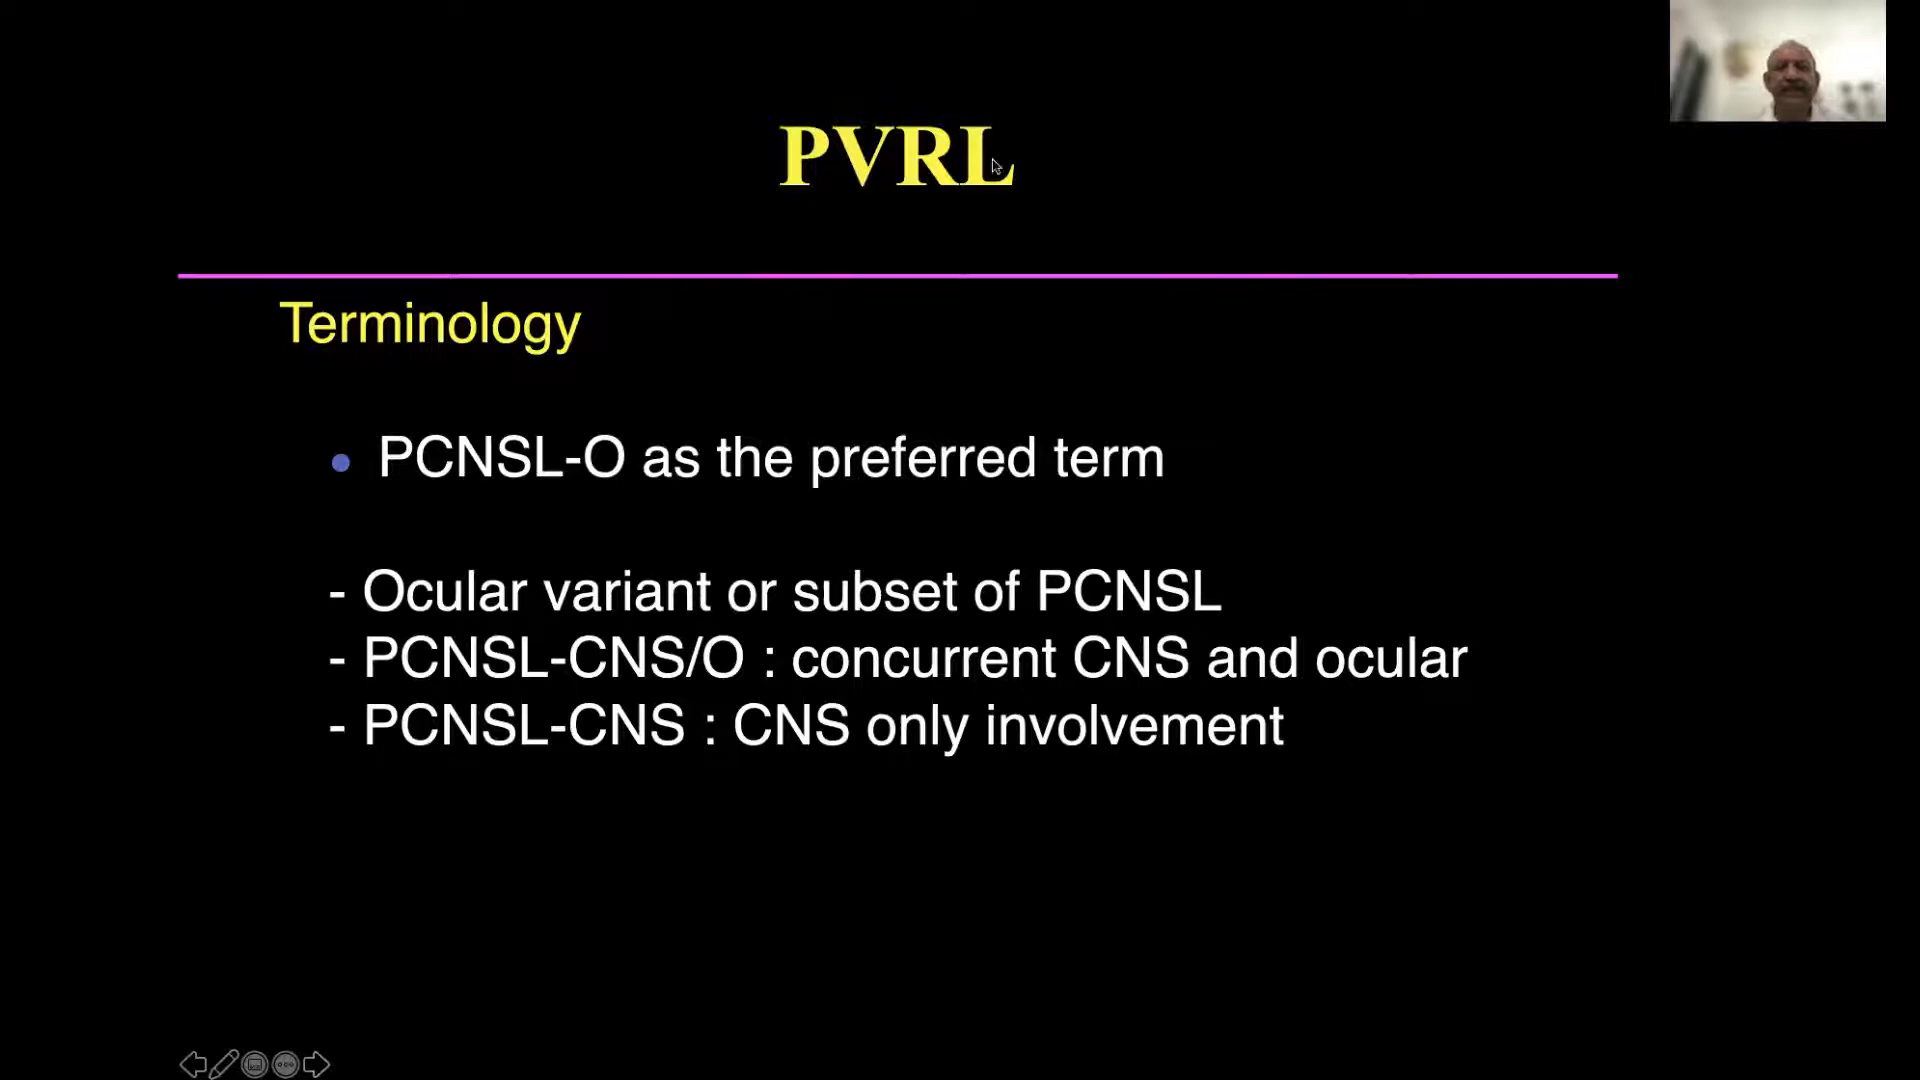 PVRL
Terminology
• PCNSL-O as the preferred term
- Ocular variant or subset of PCNSL
- PCNSL-CNS/O : concurrent CNS and ocular
- PCNSL-CNS : CNS only involvement